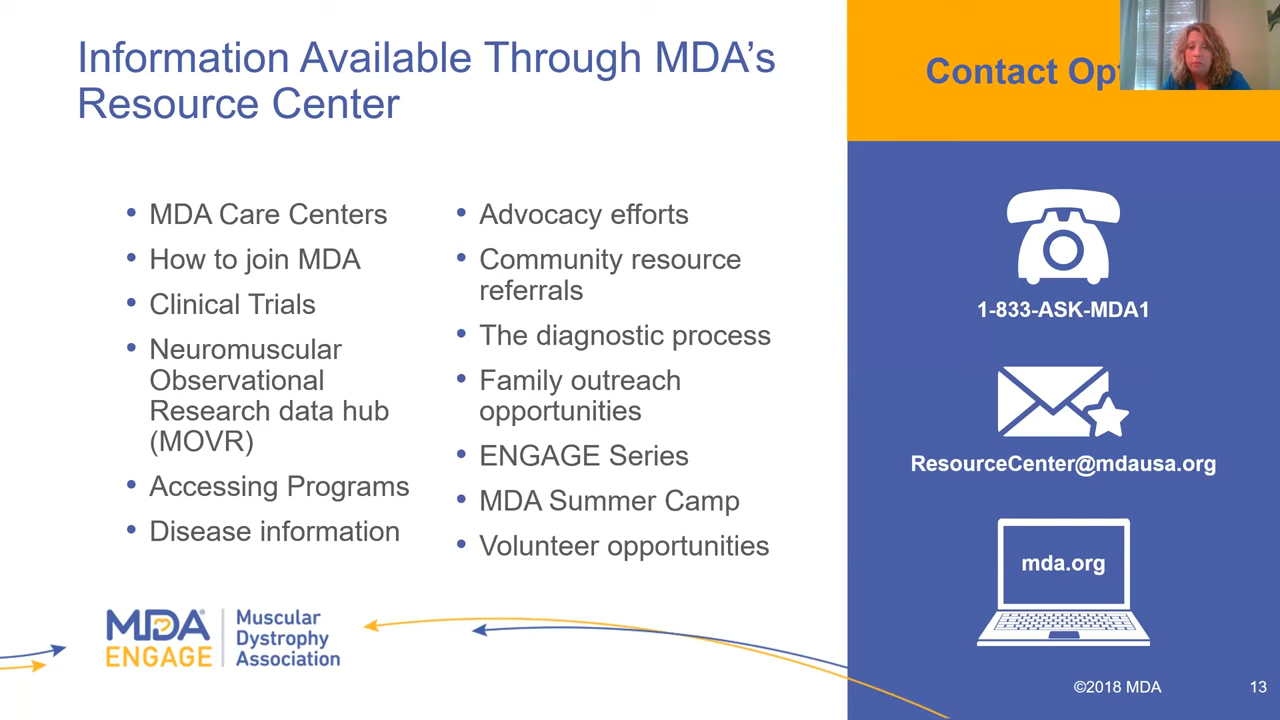 Information Available Through MDA’s
Resource Center
• MDA Care Centers
• How to join MDA
• Clinical Trials
• Neuromuscular
Observational
Research data hub
(MOVR)
• Accessing Programs
• Disease information
• Advocacy efforts
• Community resource
referrals
• The diagnostic process
• Family outreach
opportunities
• ENGAGE Series
• MDA Summer Camp
• Volunteer opportunities
MDA®
ENGAGE
Muscular
Dystrophy
Association
Contact
1-833-ASK-MDA1
ResourceCenter@mdausa.org
mda.org
©2018 MDA
13